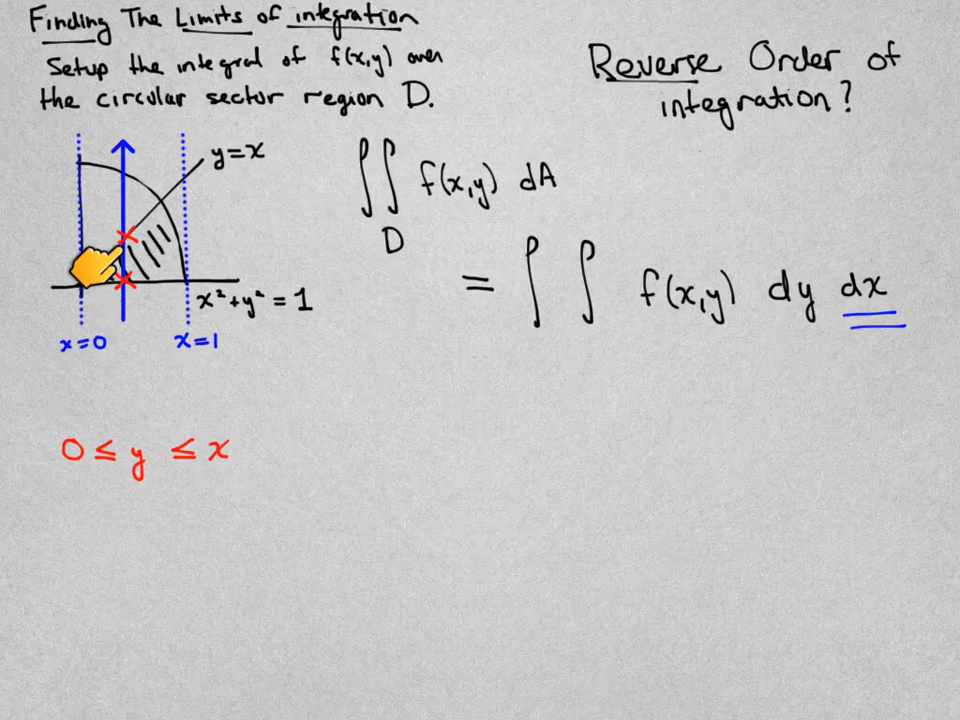 Finding The Limits of integration
Setup the integral of f(x,y) over
the circular sector region D.
Reverse Order of
integration?
y=x
∬ f(x,y) dA
D
= ∫ ∫ f(x,y) dy dx
x² + y² = 1
x=0
x=1
0 ≤ y ≤ x